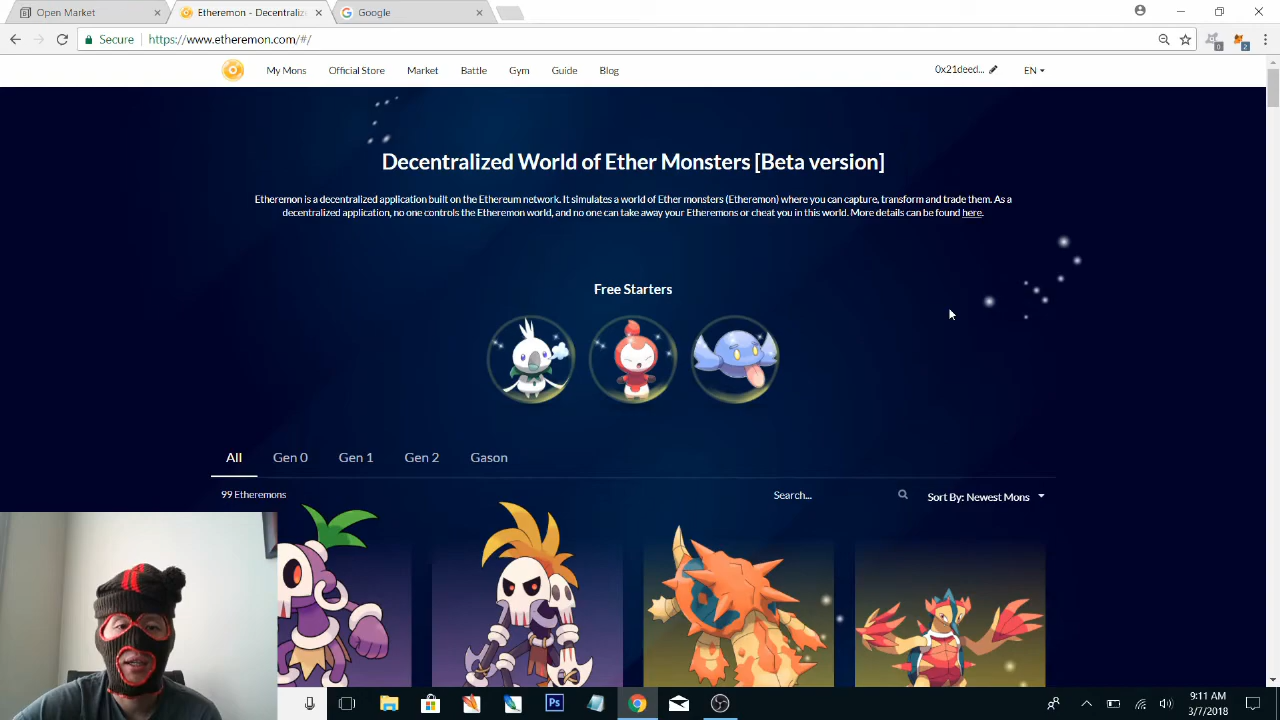 Open Market
Etheremon - Decentraliz
Google
Secure
https://www.etheremon.com/#/
My Mons
Official Store
Market
Battle
Gym
Guide
Blog
0x21deed...
EN
Decentralized World of Ether Monsters [Beta version]
Etheremon is a decentralized application built on the Ethereum network. It simulates a world of Ether monsters (Etheremon) where you can capture, transform and trade them. As a
decentralized application, no one controls the Etheremon world, and no one can take away your Etheremons or cheat you in this world. More details can be found here.
Free Starters
All
Gen 0
Gen 1
Gen 2
Gason
99 Etheremons
Search...
Sort By: Newest Mons
Ps
9:11 AM
3/7/2018